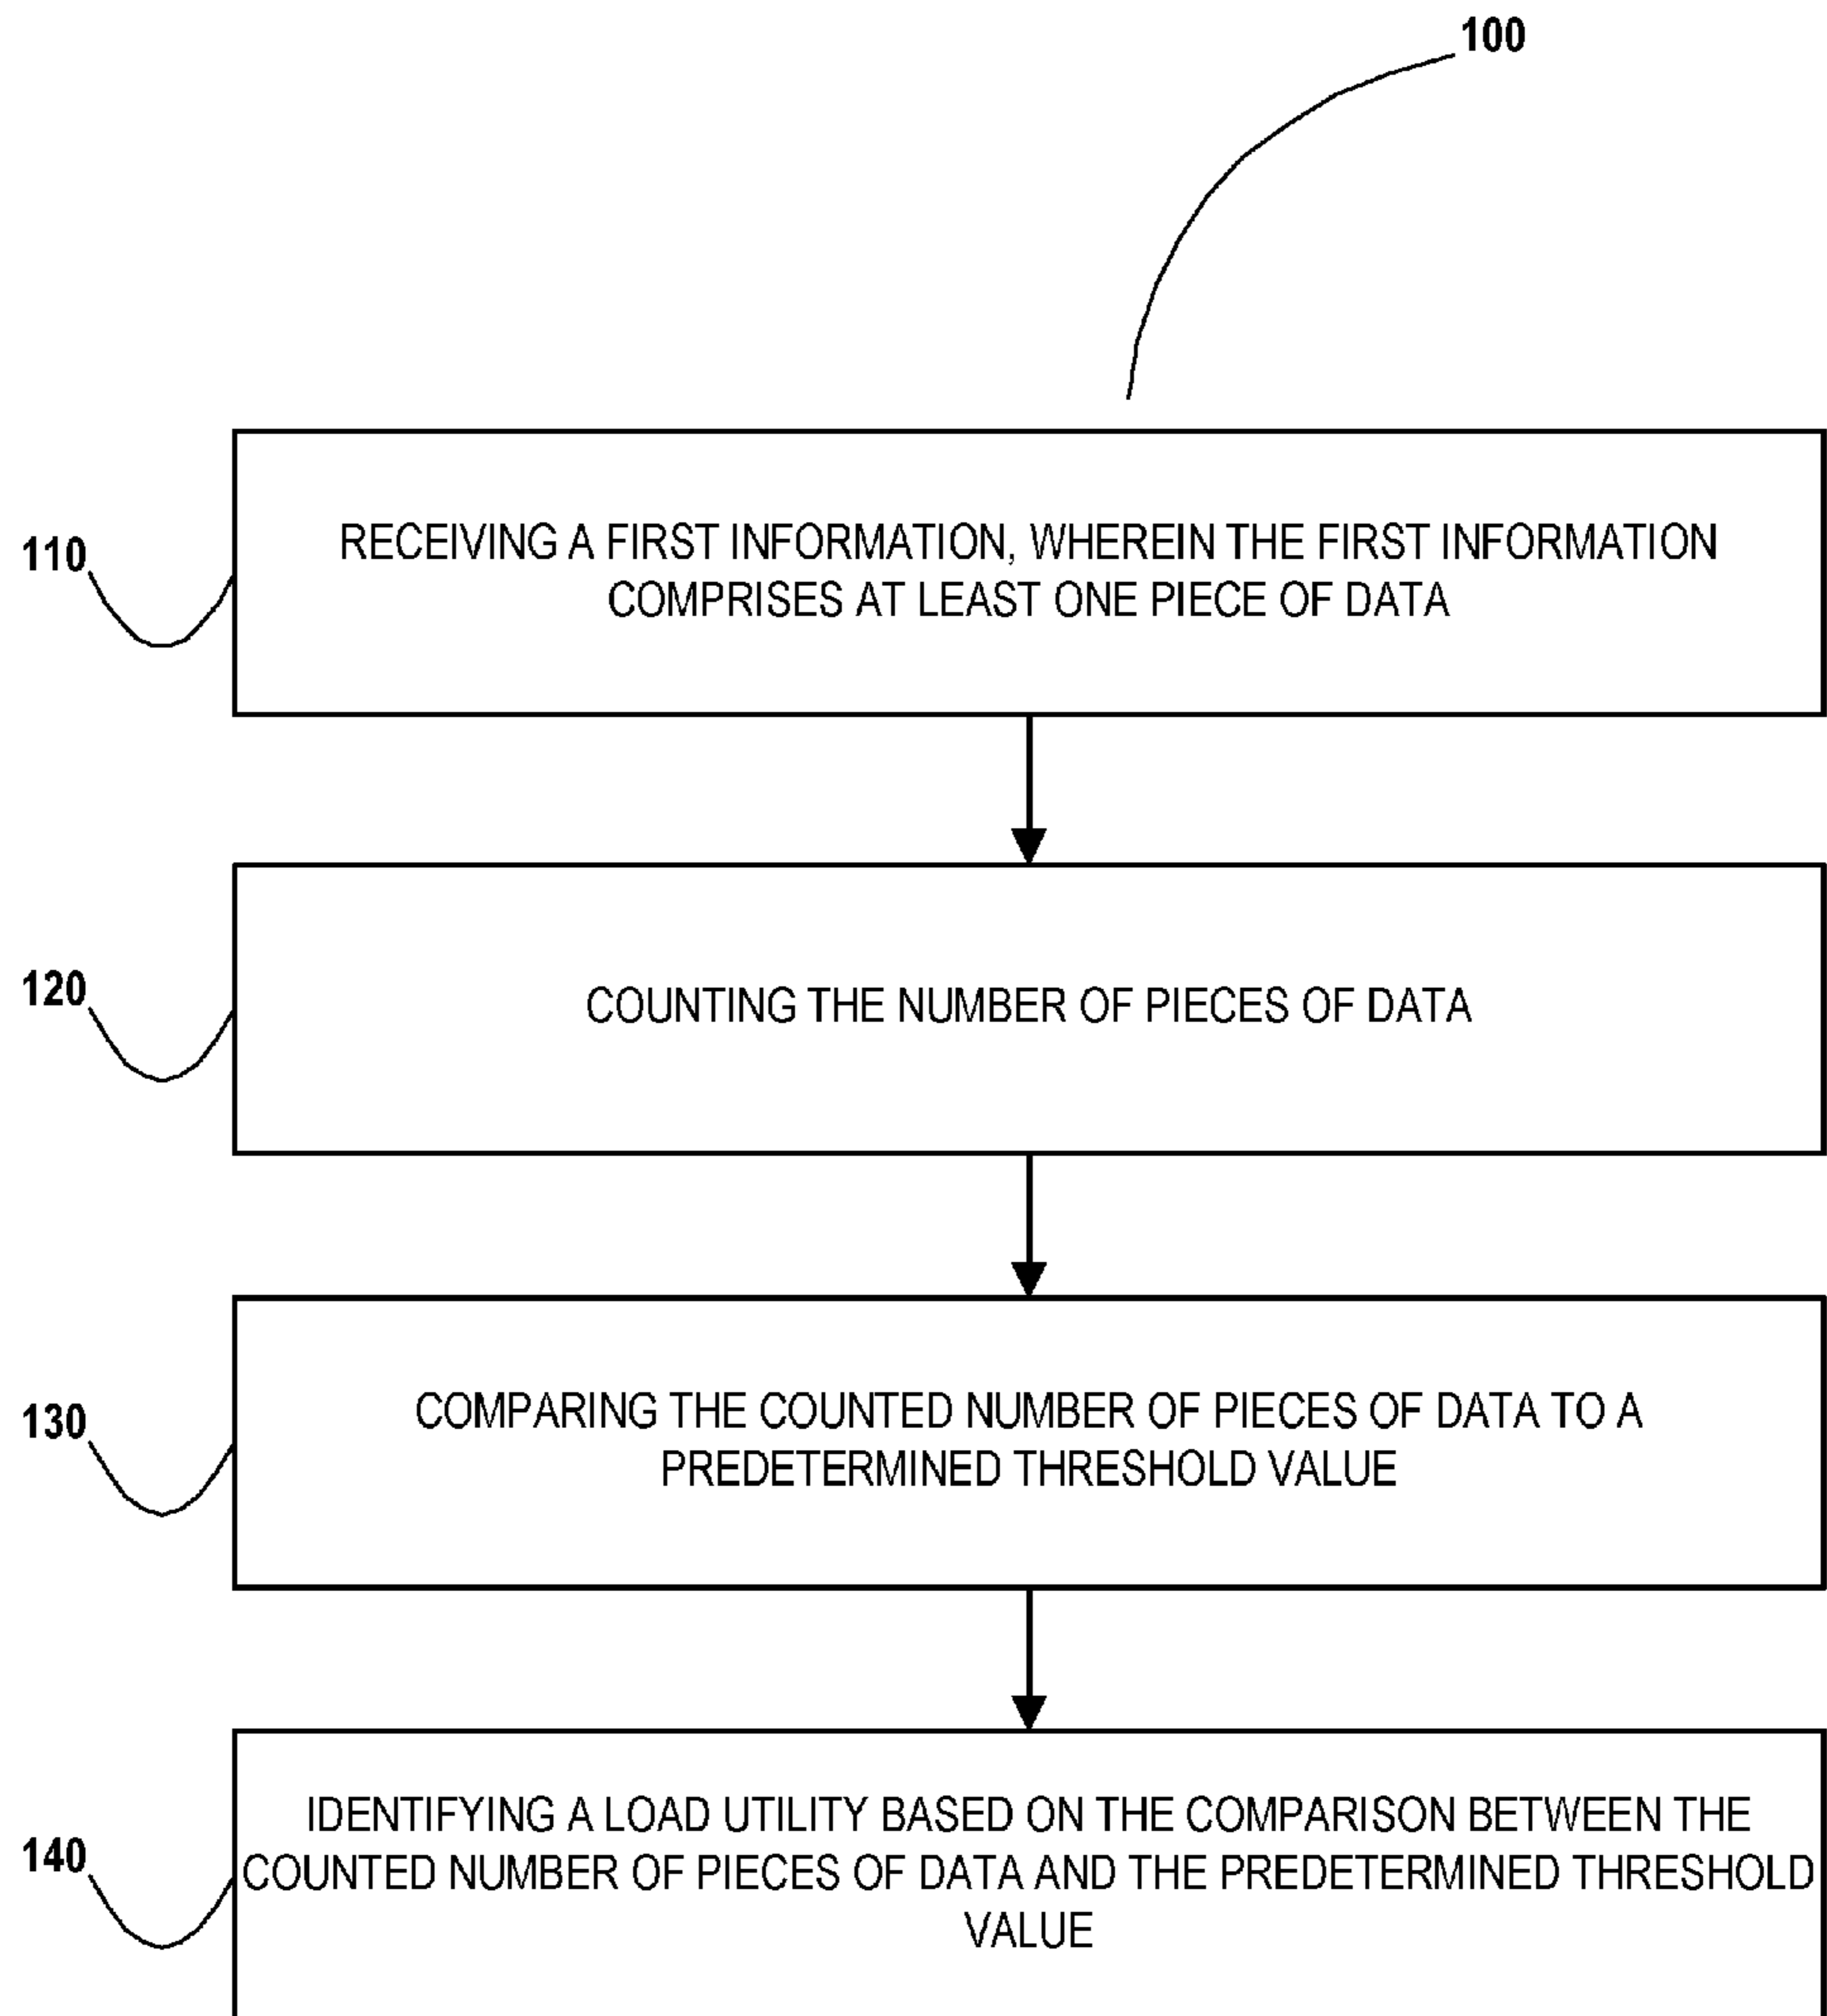 100
110
RECEIVING A FIRST INFORMATION, WHEREIN THE FIRST INFORMATION
COMPRISES AT LEAST ONE PIECE OF DATA
120
COUNTING THE NUMBER OF PIECES OF DATA
130
COMPARING THE COUNTED NUMBER OF PIECES OF DATA TO A
PREDETERMINED THRESHOLD VALUE
140
IDENTIFYING A LOAD UTILITY BASED ON THE COMPARISON BETWEEN THE
COUNTED NUMBER OF PIECES OF DATA AND THE PREDETERMINED THRESHOLD
VALUE